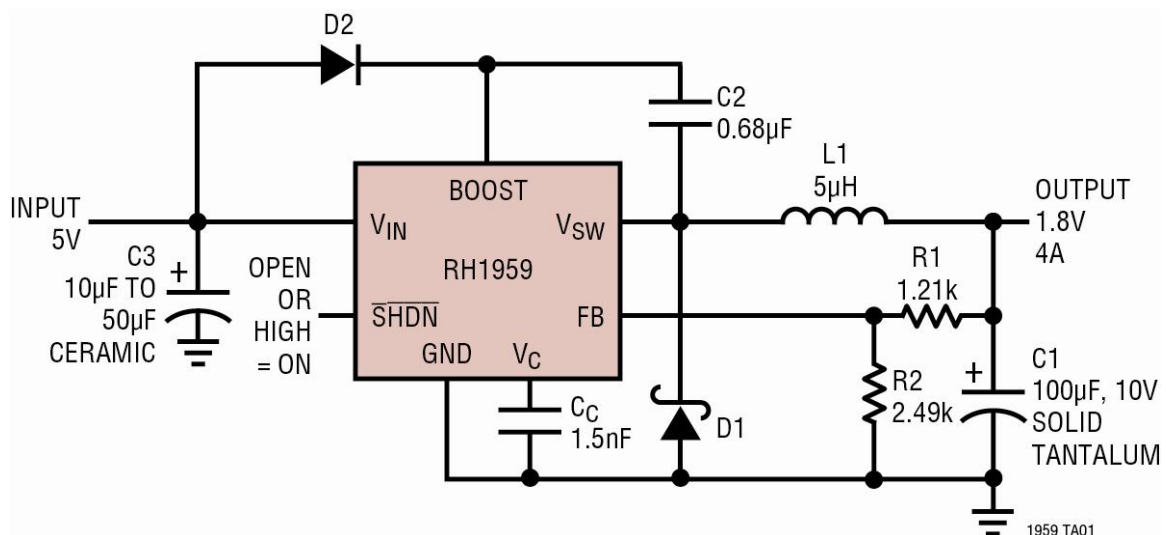 D2
C2
0.68µF
L1
5µH
BOOST
INPUT
5V
V_IN
V_SW
OUTPUT
1.8V
4A
C3
+
10µF TO
50µF
CERAMIC
OPEN
OR
HIGH
= ON
RH1959
SHDN
FB
GND
V_C
R1
1.21k
R2
2.49k
C_C
1.5nF
D1
+
C1
100µF, 10V
SOLID
TANTALUM
1959 TA01